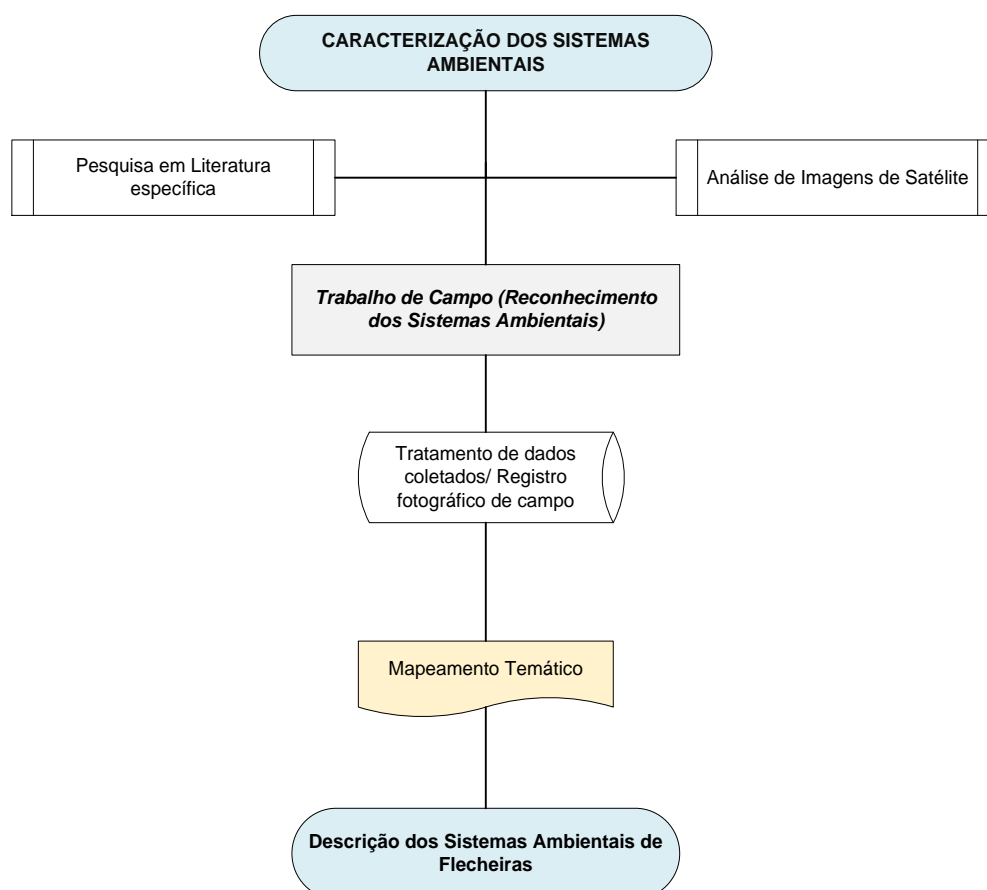 CARACTERIZAÇÃO DOS SISTEMAS
AMBIENTAIS
Pesquisa em Literatura
específica
Análise de Imagens de Satélite
Trabalho de Campo (Reconhecimento
dos Sistemas Ambientais)
Tratamento de dados
coletados/ Registro
fotográfico de campo
Mapeamento Temático
Descrição dos Sistemas Ambientais de
Flecheiras